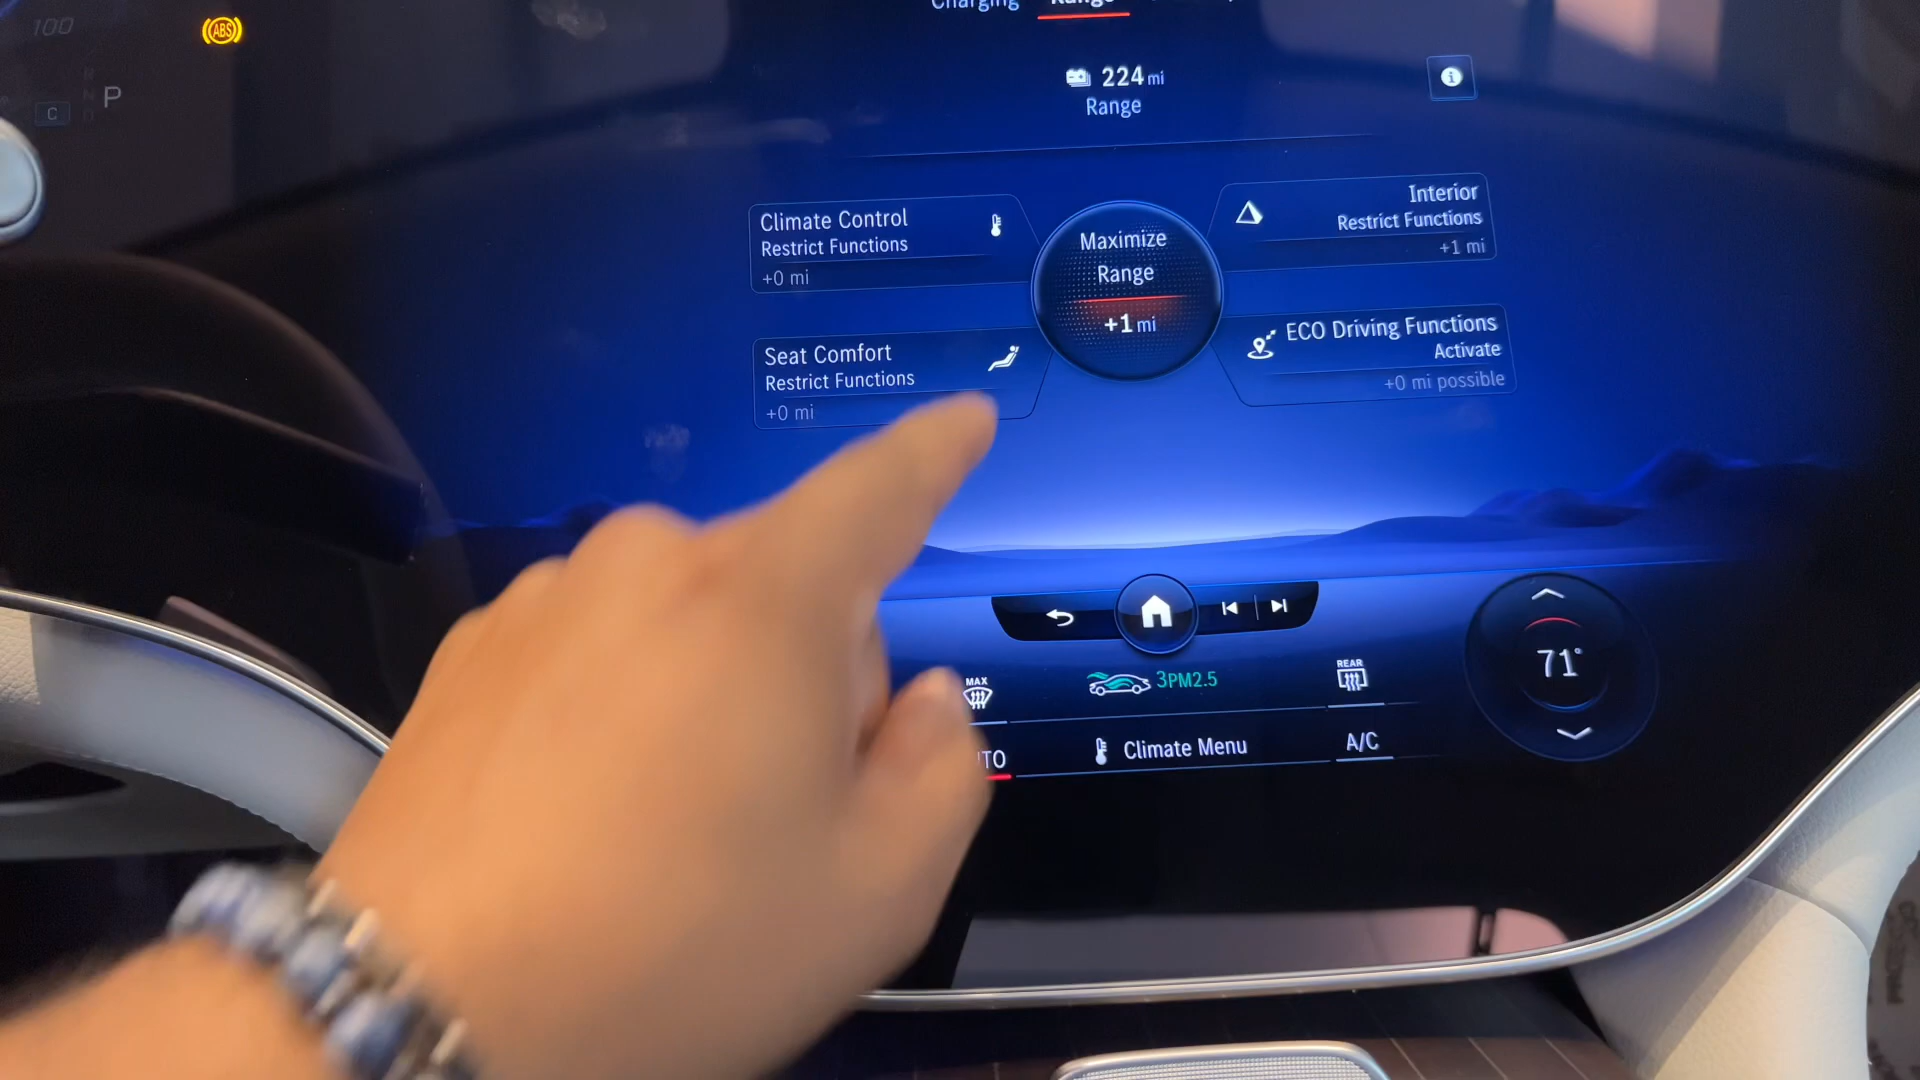 Charging Range
100
ABS
P
C
224 mi
Range
Climate Control
Restrict Functions
+0 mi
Maximize
Range
+1 mi
Interior
Restrict Functions
+1 mi
Seat Comfort
Restrict Functions
+0 mi
ECO Driving Functions
Activate
+0 mi possible
MAX
3PM2.5
REAR
71°
TO
Climate Menu
A/C